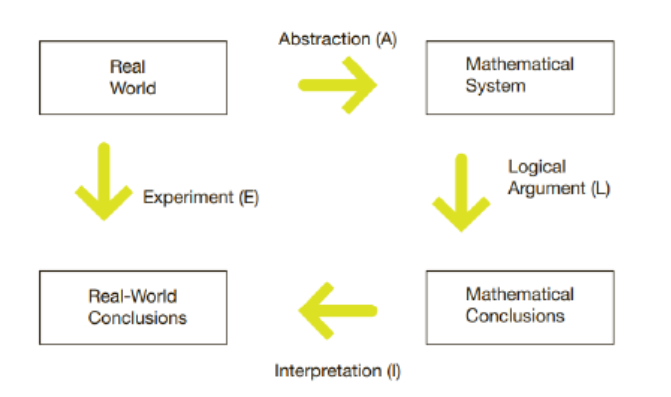 Abstraction (A)
Real
World
Mathematical
System
Experiment (E)
Logical
Argument (L)
Real-World
Conclusions
Mathematical
Conclusions
Interpretation (I)